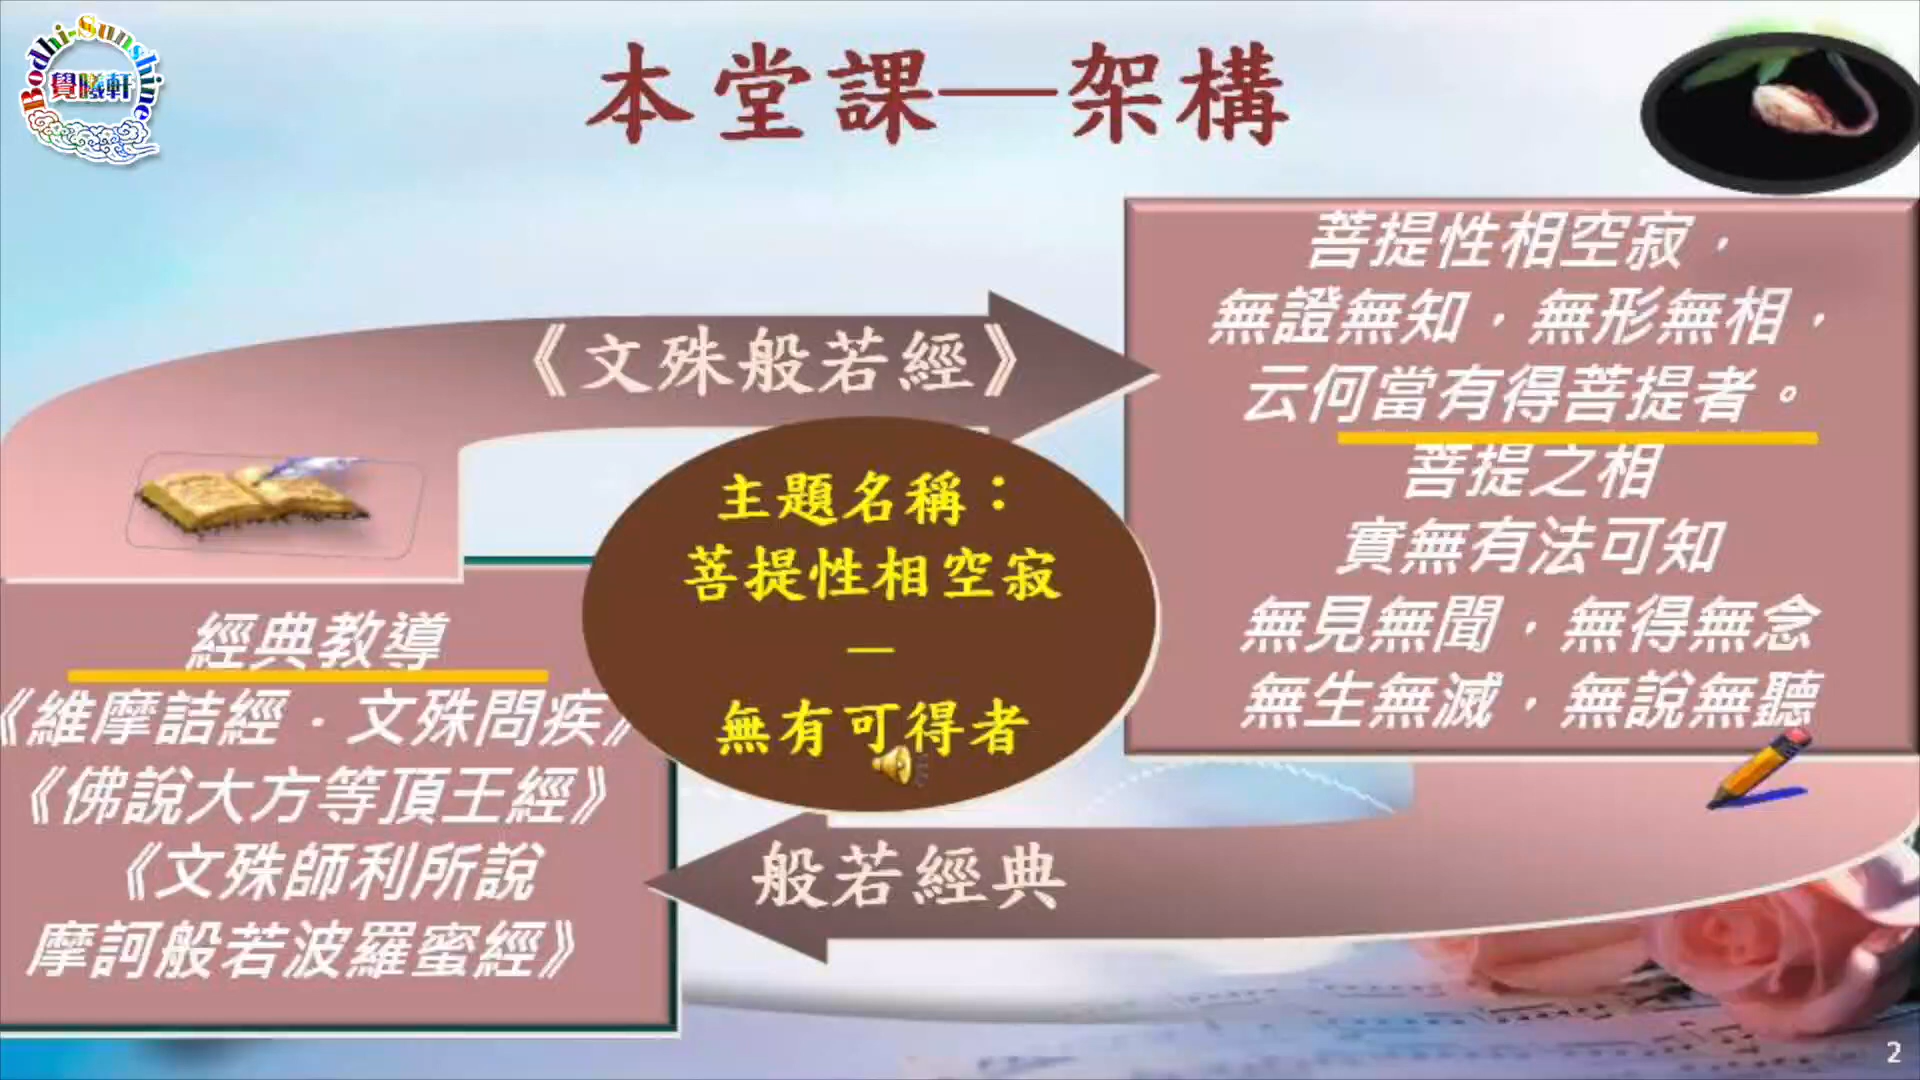 Bodhi-Sunshine
覺曦軒
本堂課—架構
《文殊般若經》
菩提性相空寂，
無證無知，無形無相，
云何當有得菩提者。
菩提之相
實無有法可知
無見無聞，無得無念
無生無滅，無說無聽
主題名稱：
菩提性相空寂
—
無有可得者
經典教導
《維摩詰經．文殊問疾》
《佛說大方等頂王經》
《文殊師利所說
摩訶般若波羅蜜經》
般若經典
2